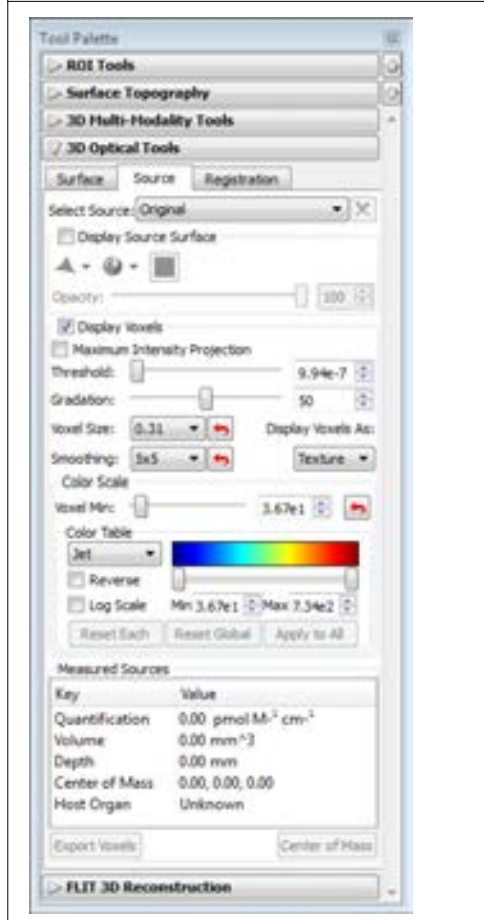 Tool Palette
ROI Tools
Surface Topography
3D Multi-Modality Tools
3D Optical Tools
Surface Source Registration
Select Source: Original
Display Source Surface
Opacity: 100
Display Voxels
Maximum Intensity Projection
Threshold: 9.94e-7
Gradation: 50
Voxel Size: 0.31 Display Voxels As:
Smoothing: 5x5 Texture
Color Scale
Voxel Min: 3.67e1
Color Table
Jet
Reverse
Log Scale Min 3.67e1 Max 7.34e2
Reset Each Reset Global Apply to All
Measured Sources
Key Value
Quantification 0.00 pmol M-¹ cm-¹
Volume 0.00 mm^3
Depth 0.00 mm
Center of Mass 0.00, 0.00, 0.00
Host Organ Unknown
Export Voxels Center of Mass
FLIT 3D Reconstruction